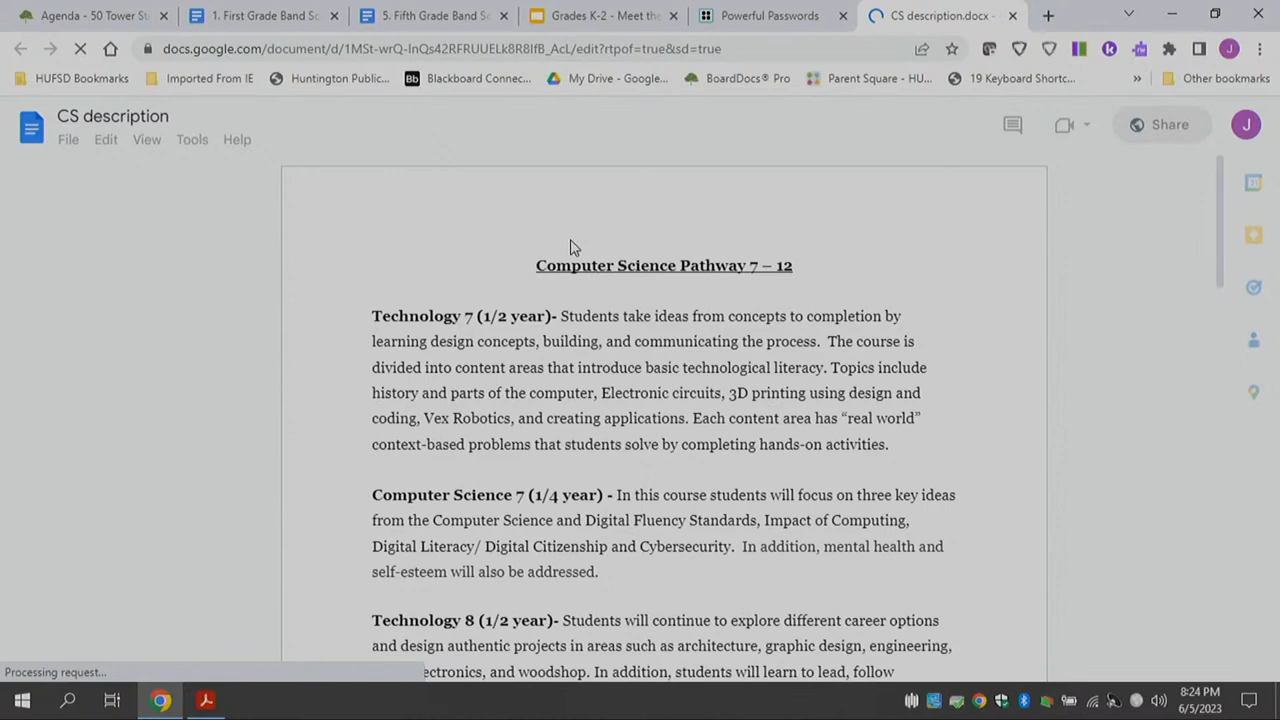 Agenda - 50 Tower St
1. First Grade Band Sc
5. Fifth Grade Band Sc
Grades K-2 - Meet the
Powerful Passwords
CS description.docx -
docs.google.com/document/d/1MSt-wrQ-InQs42RFRUUELk8R8IfB_AcL/edit?rtpof=true&sd=true
HUFSD Bookmarks
Imported From IE
Huntington Public...
Bb Blackboard Connec...
My Drive - Google...
BoardDocs® Pro
Parent Square - HU...
19 Keyboard Shortc...
»
Other bookmarks
CS description
File Edit View Tools Help
Share
J
Computer Science Pathway 7 – 12
Technology 7 (1/2 year)- Students take ideas from concepts to completion by
learning design concepts, building, and communicating the process. The course is
divided into content areas that introduce basic technological literacy. Topics include
history and parts of the computer, Electronic circuits, 3D printing using design and
coding, Vex Robotics, and creating applications. Each content area has “real world”
context-based problems that students solve by completing hands-on activities.
Computer Science 7 (1/4 year) - In this course students will focus on three key ideas
from the Computer Science and Digital Fluency Standards, Impact of Computing,
Digital Literacy/ Digital Citizenship and Cybersecurity. In addition, mental health and
self-esteem will also be addressed.
Technology 8 (1/2 year)- Students will continue to explore different career options
and design authentic projects in areas such as architecture, graphic design, engineering,
ectronics, and woodshop. In addition, students will learn to lead, follow
Processing request...
8:24 PM
6/5/2023